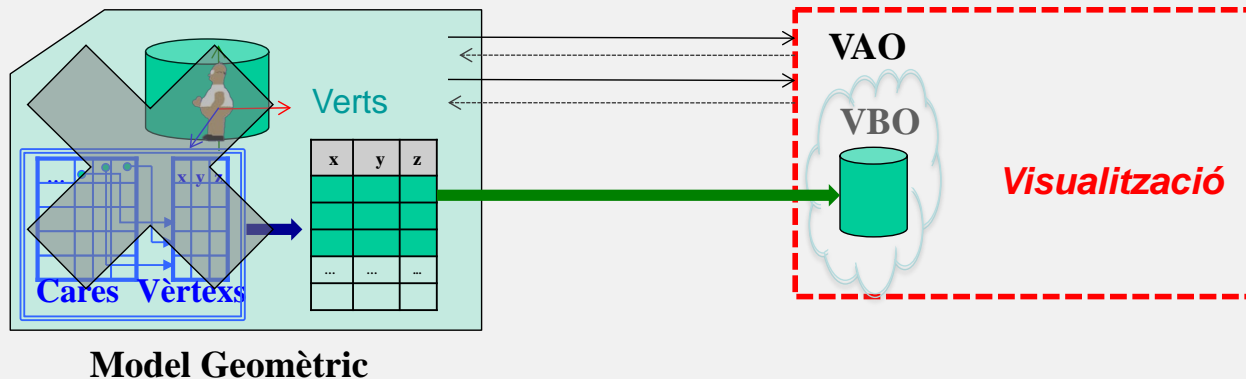 VAO
Verts
VBO
x y z
... x y z
Visualització
... ... ...
Cares Vèrtexs
Model Geomètric